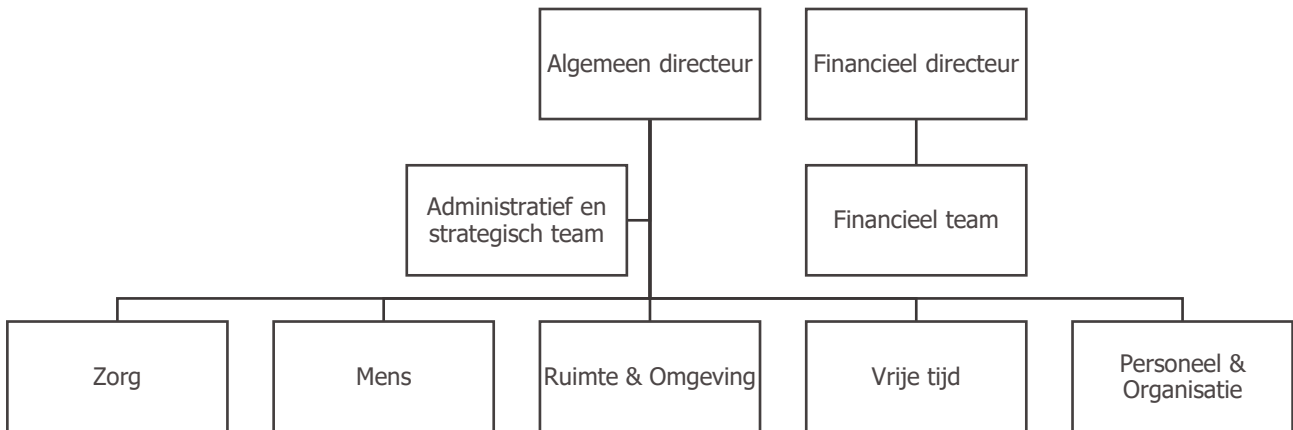 Algemeen directeur
Financieel directeur
Administratief en
strategisch team
Financieel team
Zorg
Mens
Ruimte & Omgeving
Vrije tijd
Personeel &
Organisatie